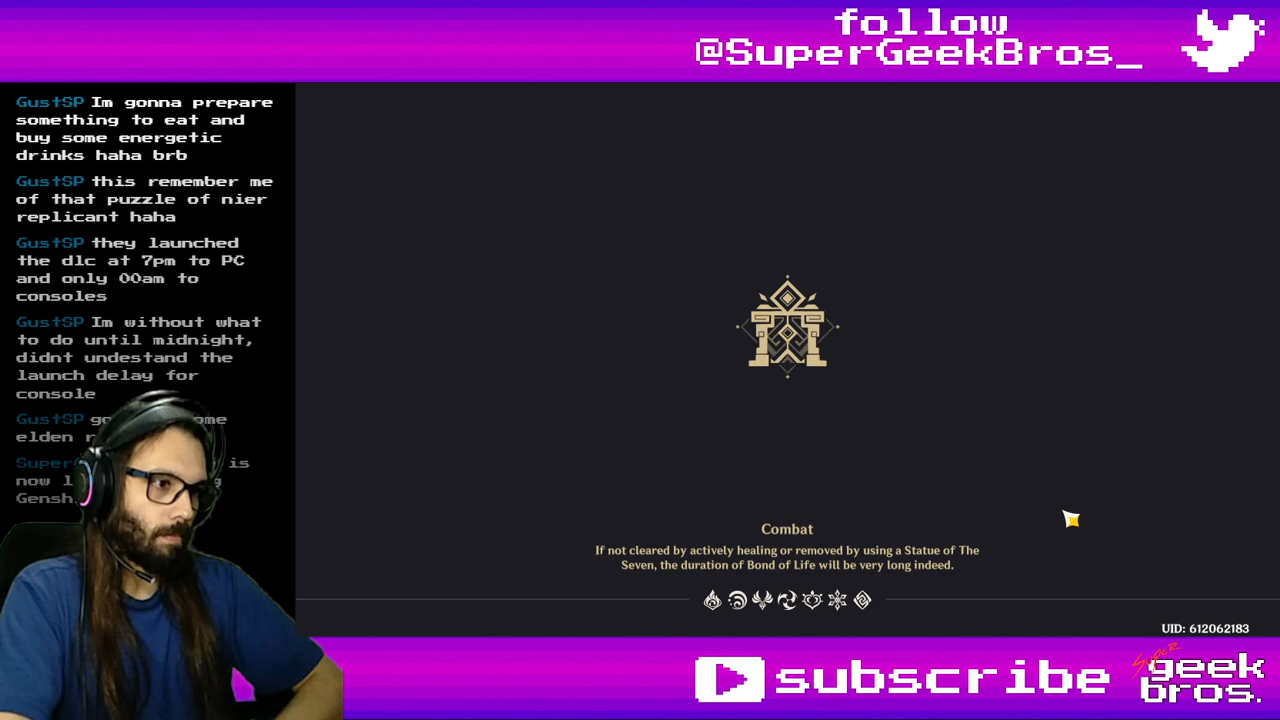 follow
@SuperGeekBros_
GustSP Im gonna prepare
something to eat and
buy some energetic
drinks haha brb
GustSP this remember me
of that puzzle of nier
replicant haha
GustSP they launched
the dlc at 7pm to PC
and only 00am to
consoles
GustSP Im without what
to do until midnight,
didnt undestand the
launch delay for
console
GustSP
elden
is
now
Gensh
Combat
If not cleared by actively healing or removed by using a Statue of The
Seven, the duration of Bond of Life will be very long indeed.
UID: 612062183
subscribe
SUPER
geek
bros.